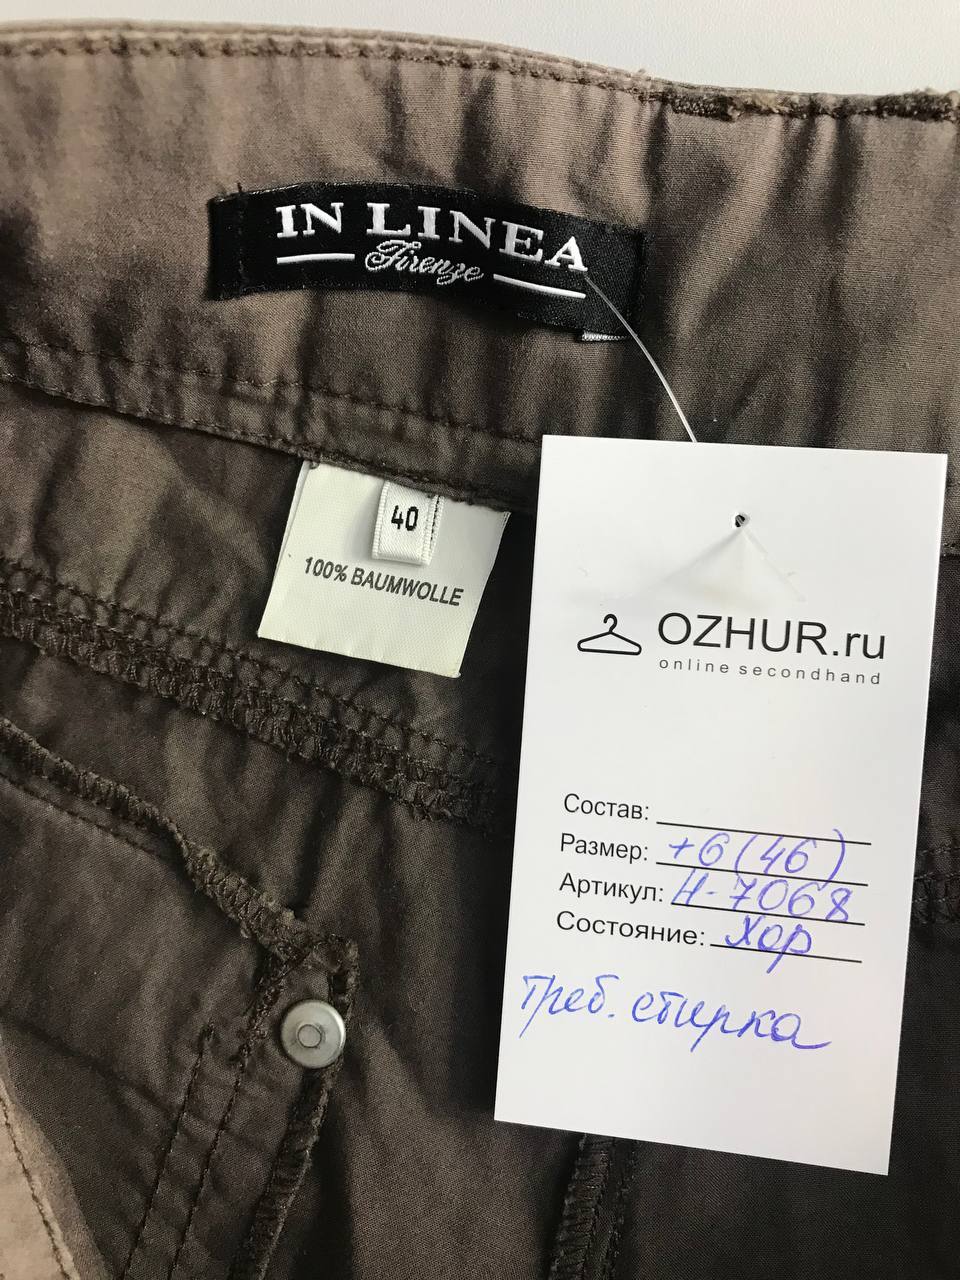 IN LINEA
Firenze
40
100% BAUMWOLLE
OZHUR.ru
online secondhand
Состав:
Размер: +6 (46)
Артикул: Н-7068
Состояние: Хор
треб. стирка